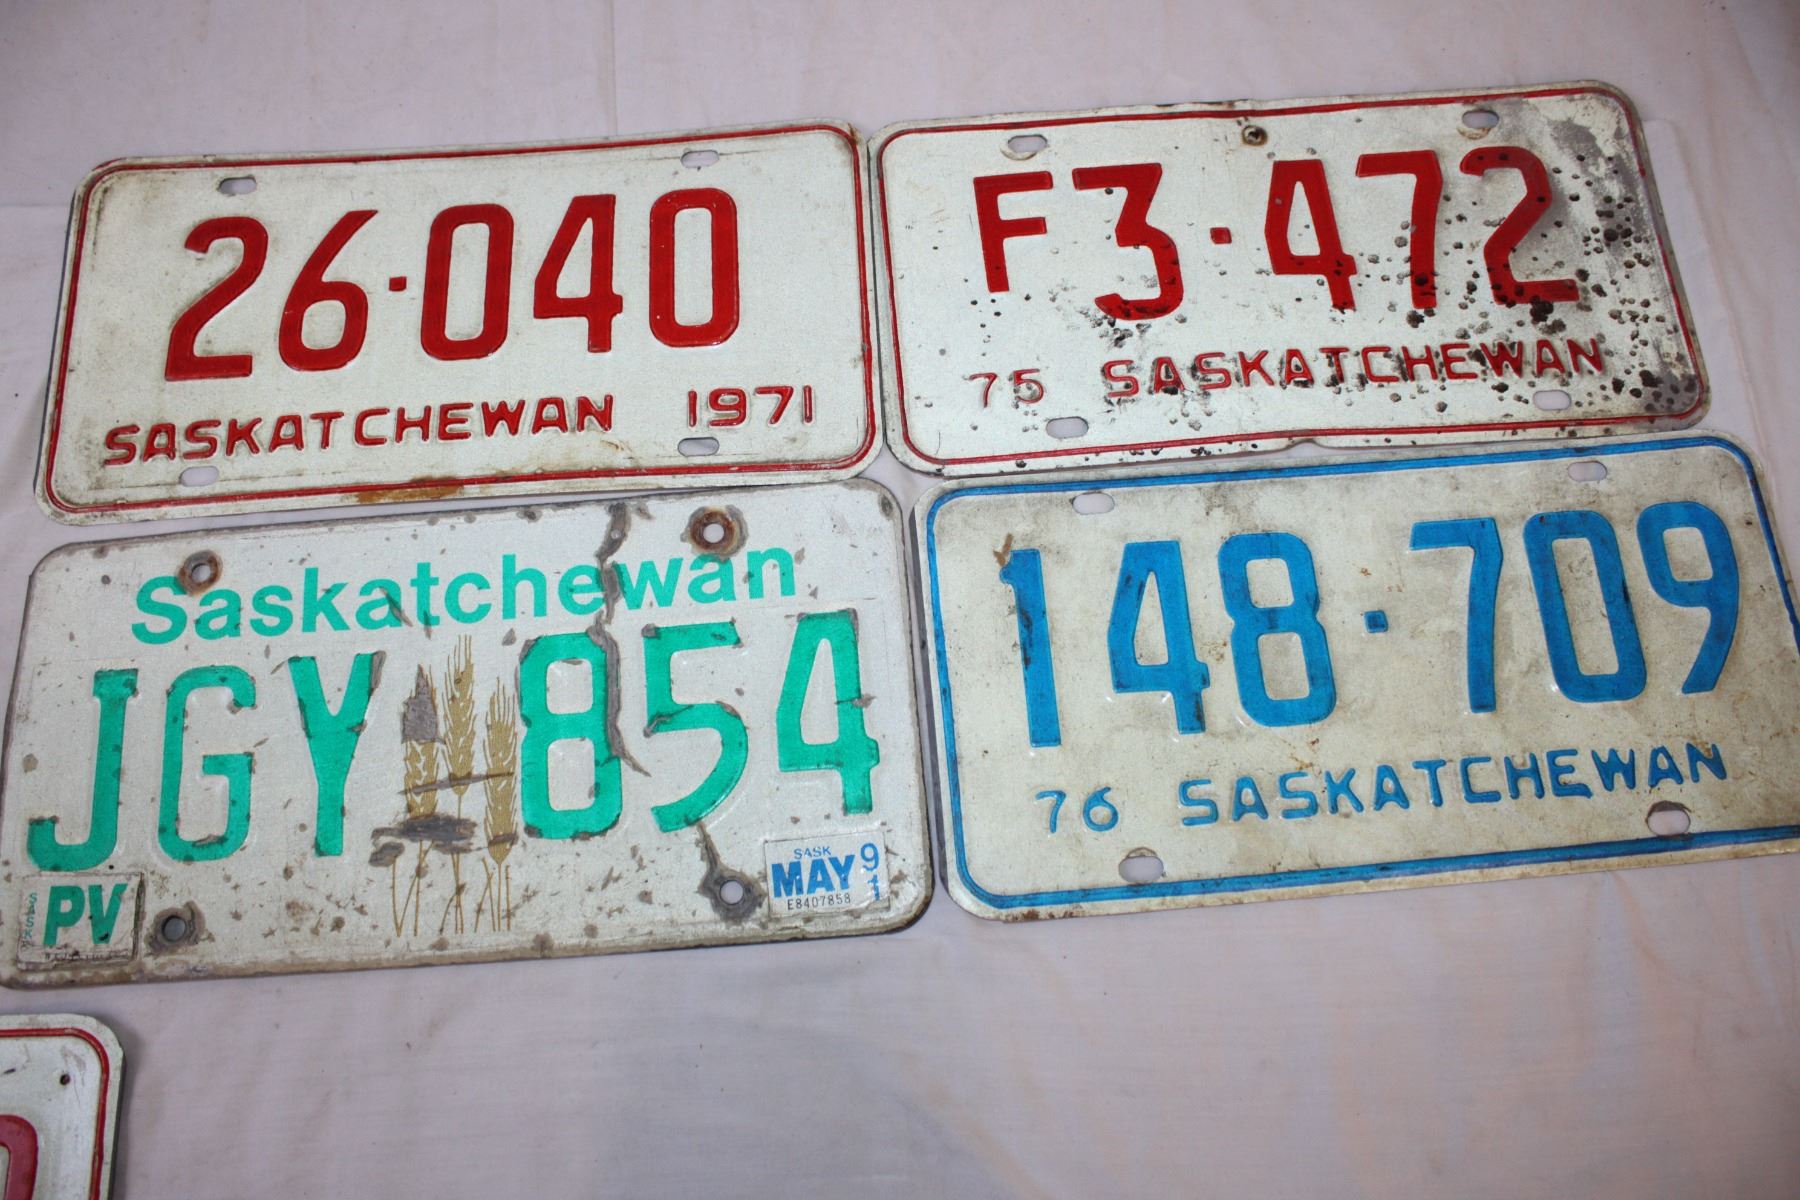 26·040
SASKATCHEWAN 1971
F3·472
75 SASKATCHEWAN
Saskatchewan
JGY 854
SASK PV
SASK
MAY 91
E8407858
148·709
76 SASKATCHEWAN